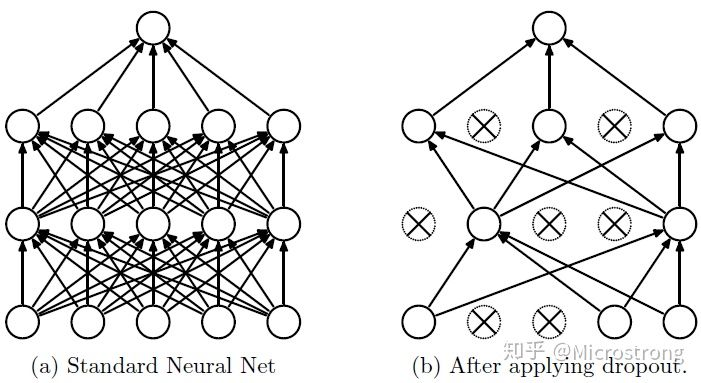 知乎 @Microstrong
(a) Standard Neural Net
(b) After applying dropout.